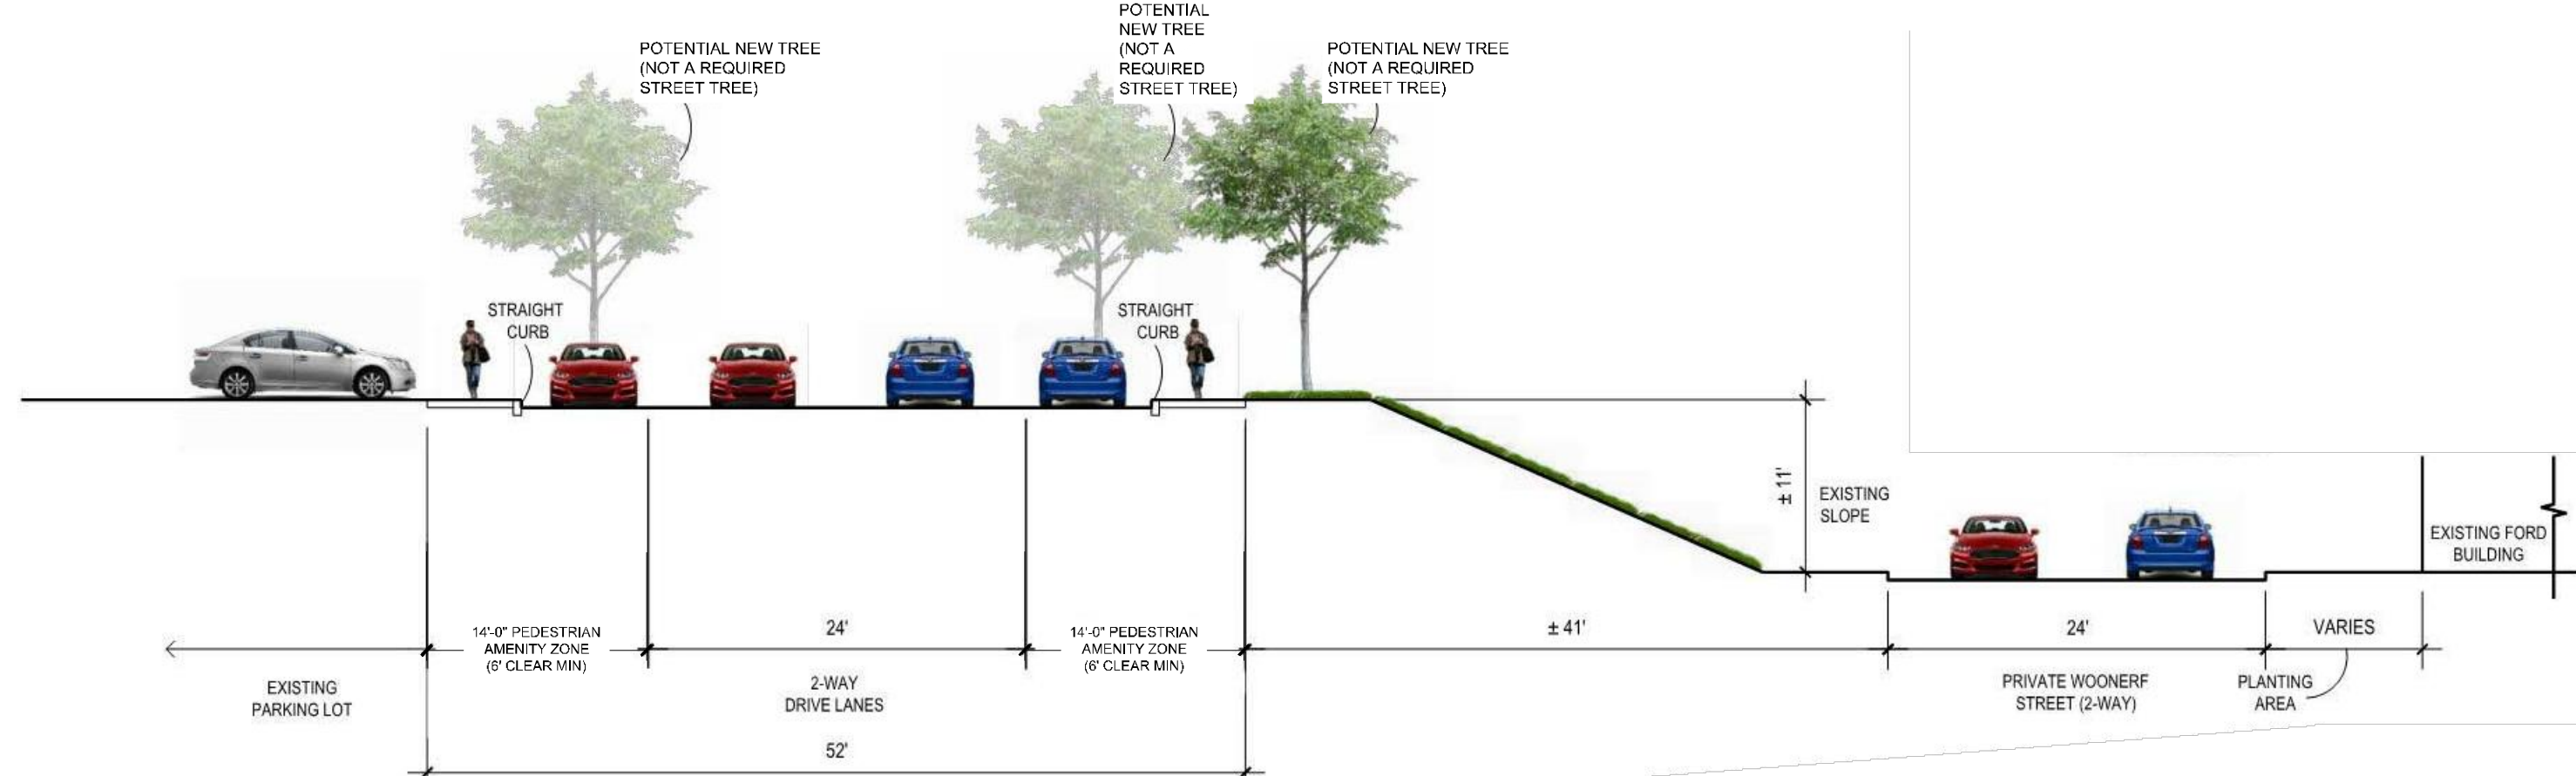 POTENTIAL NEW TREE
(NOT A REQUIRED
STREET TREE)
POTENTIAL
NEW TREE
(NOT A
REQUIRED
STREET TREE)
POTENTIAL NEW TREE
(NOT A REQUIRED
STREET TREE)
STRAIGHT
CURB
STRAIGHT
CURB
± 11'
EXISTING
SLOPE
EXISTING FORD
BUILDING
14'-0" PEDESTRIAN
AMENITY ZONE
(6' CLEAR MIN)
24'
14'-0" PEDESTRIAN
AMENITY ZONE
(6' CLEAR MIN)
± 41'
24'
VARIES
EXISTING
PARKING LOT
2-WAY
DRIVE LANES
PRIVATE WOONERF
STREET (2-WAY)
PLANTING
AREA
52'